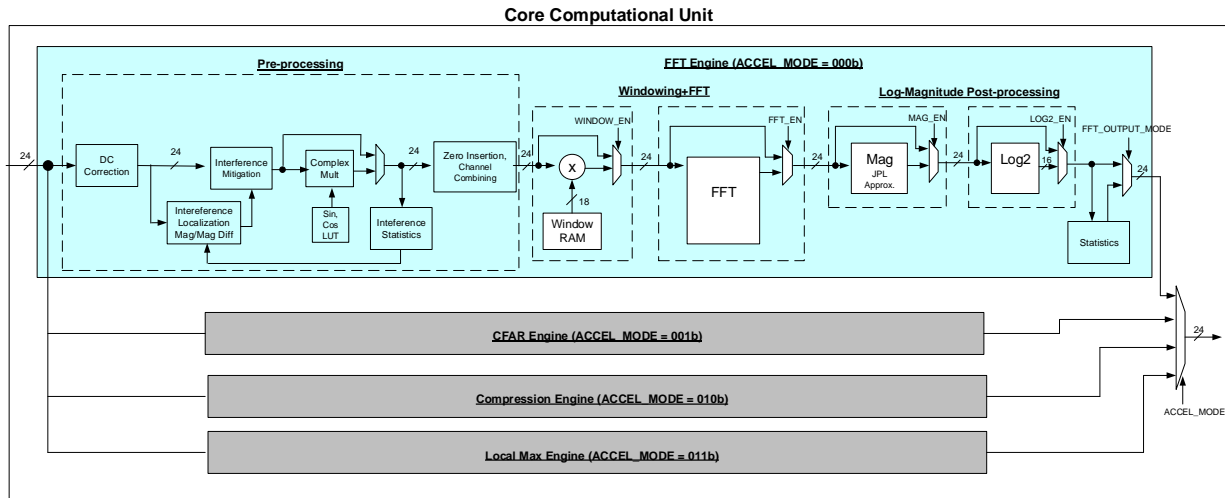 Core Computational Unit
Pre-processing
FFT Engine (ACCEL_MODE = 000b)
Windowing+FFT
Log-Magnitude Post-processing
WINDOW_EN
FFT_EN
MAG_EN
LOG2_EN
FFT_OUTPUT_MODE
24
DC
Correction
24
Interference
Mitigation
Complex
Mult
24
Zero Insertion,
Channel
Combining
24
X
24
FFT
24
Mag
JPL
Approx.
24
Log2
16
24
Intereference
Localization
Mag/Mag Diff
Sin,
Cos
LUT
Inteference
Statistics
18
Window
RAM
Statistics
CFAR Engine (ACCEL_MODE = 001b)
24
Compression Engine (ACCEL_MODE = 010b)
ACCEL_MODE
Local Max Engine (ACCEL_MODE = 011b)